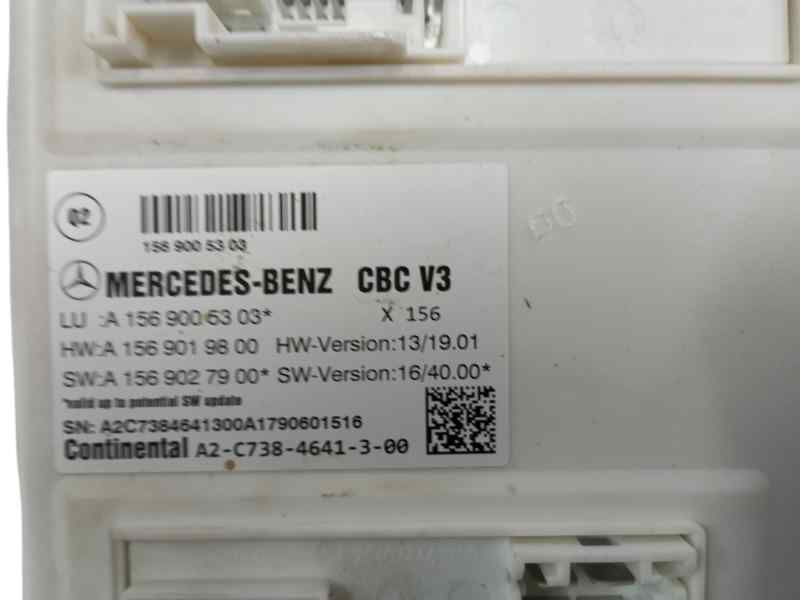 Q2
156 900 53 03
MERCEDES-BENZ CBC V3
LU :A 156 900 53 03* X 156
HW:A 156 901 98 00 HW-Version:13/19.01
SW:A 156 902 79 00* SW-Version:16/40.00*
*valid up to potential SW update
SN: A2C7384641300A1790601516
Continental A2-C738-4641-3-00